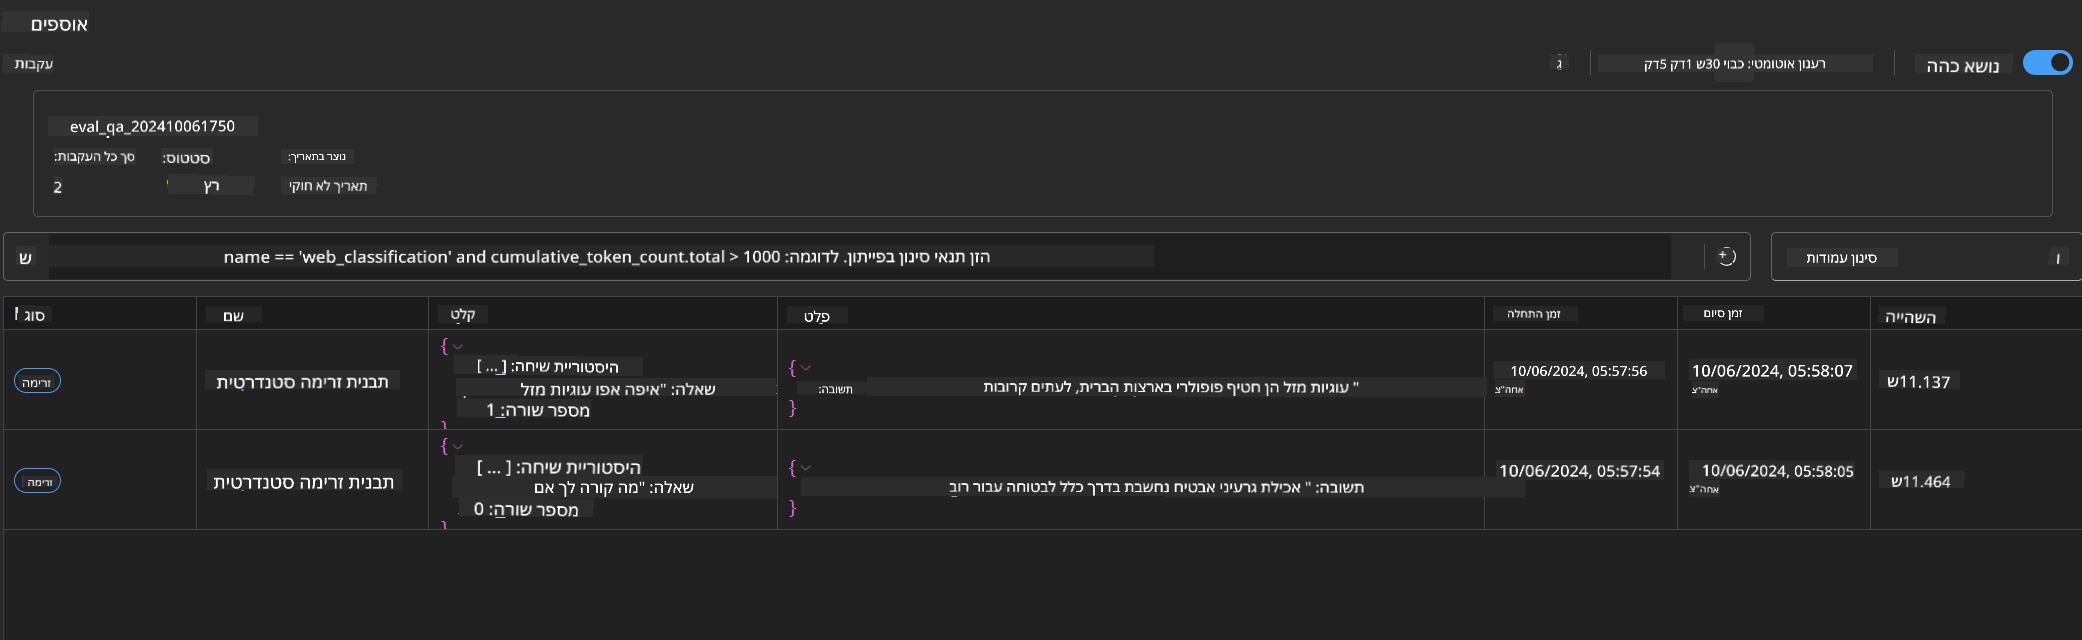 אוספים
עקבות
רענון אוטומטי: כבוי 30ש 1דק 5דק
נושא כהה
eval_qa_202410061750
סך כל העקבות:
סטטוס:
נוצר בתאריך:
2
רץ
תאריך לא חוקי
ש
הזן תנאי סינון בפייתון. לדוגמה: name == 'web_classification' and cumulative_token_count.total > 1000
סינון עמודות
סוג
שם
קלט
פלט
זמן התחלה
זמן סיום
השהייה
זרימה
תבנית זרימה סטנדרטית
{
היסטוריית שיחה: [ ... ]
שאלה: "איפה אפו עוגיות מזל
מספר שורה: 1
}
{
תשובה:
" עוגיות מזל הן חטיף פופולרי בארצות הברית, לעתים קרובות
}
10/06/2024, 05:57:56
אחה"צ
10/06/2024, 05:58:07
אחה"צ
11.137ש
זרימה
תבנית זרימה סטנדרטית
{
היסטוריית שיחה: [ ... ]
שאלה: "מה קורה לך אם
מספר שורה: 0
}
{
תשובה: " אכילת גרעיני אבטיח נחשבת בדרך כלל לבטוחה עבור רוב
}
10/06/2024, 05:57:54
10/06/2024, 05:58:05
אחה"צ
11.464ש